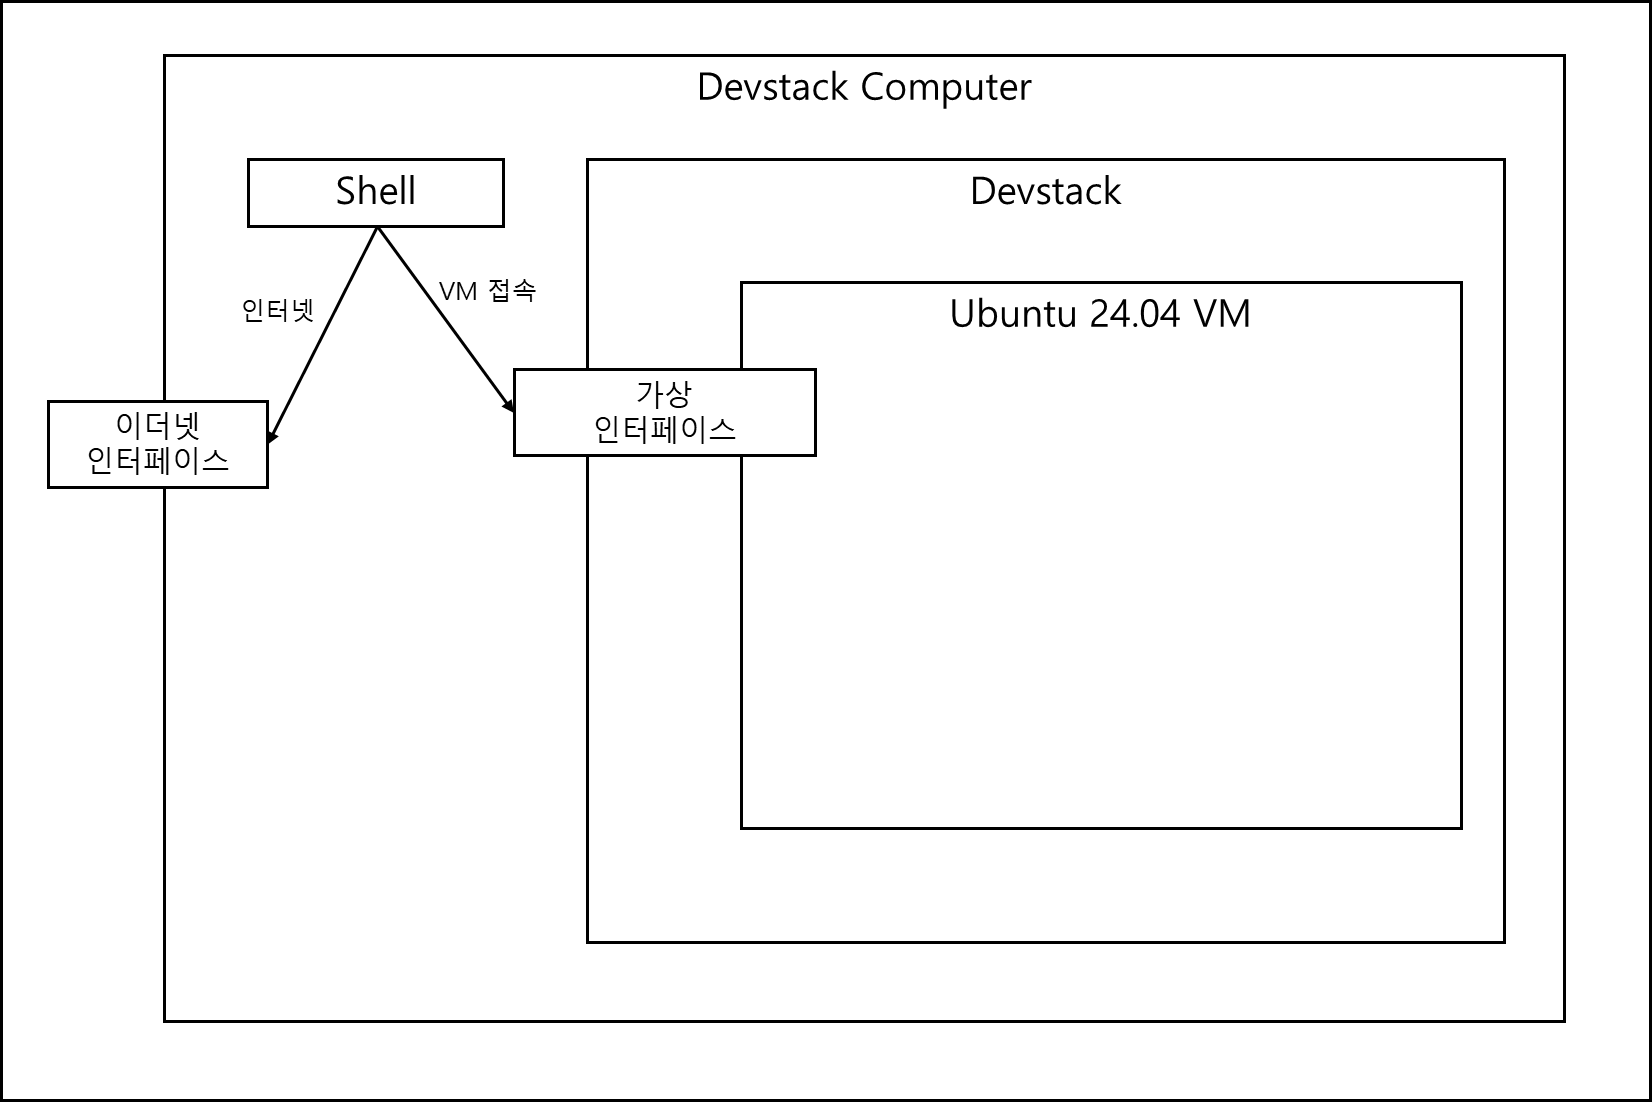 Devstack Computer
Shell
Devstack
인터넷
VM 접속
Ubuntu 24.04 VM
이더넷
인터페이스
가상
인터페이스